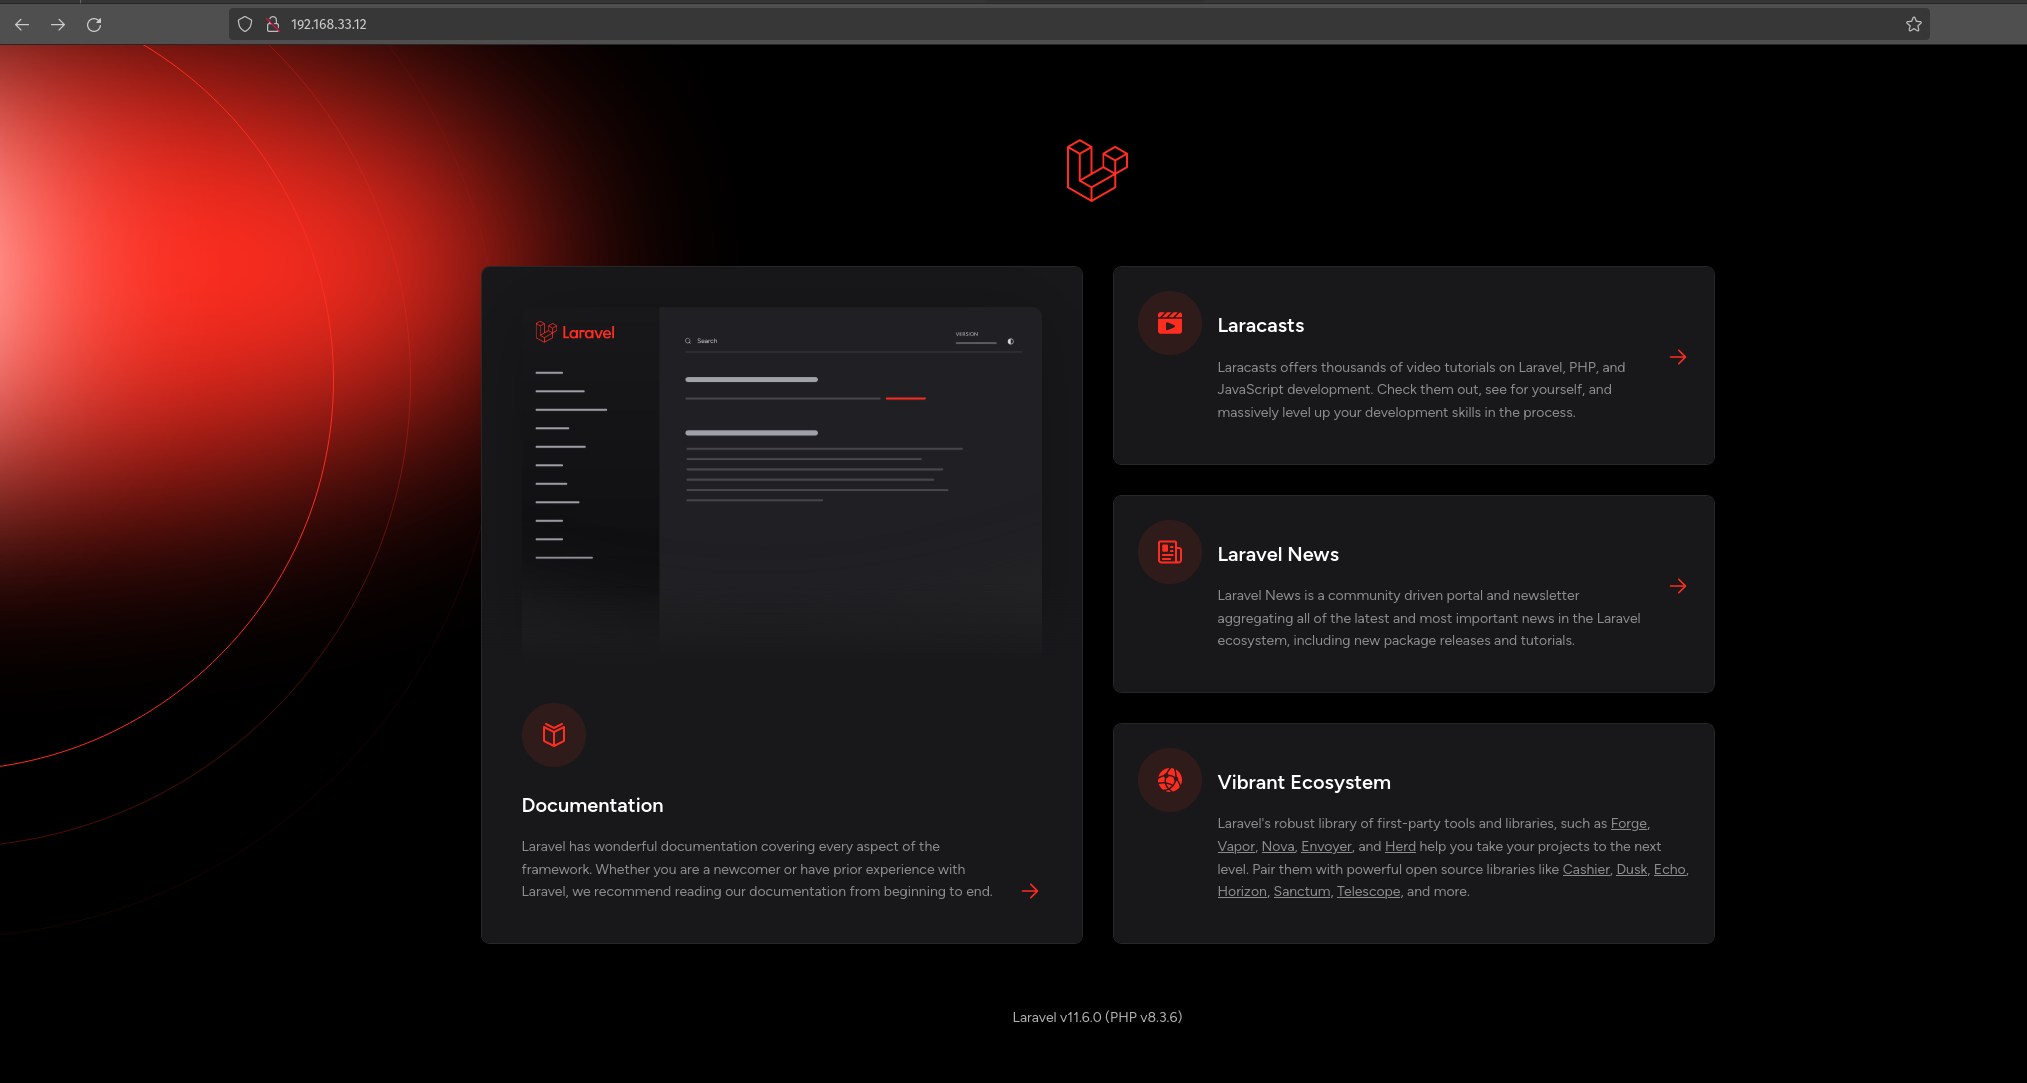 192.168.33.12
Laravel
Search
VERSION
Documentation
Laravel has wonderful documentation covering every aspect of the
framework. Whether you are a newcomer or have prior experience with
Laravel, we recommend reading our documentation from beginning to end.
Laracasts
Laracasts offers thousands of video tutorials on Laravel, PHP, and
JavaScript development. Check them out, see for yourself, and
massively level up your development skills in the process.
Laravel News
Laravel News is a community driven portal and newsletter
aggregating all of the latest and most important news in the Laravel
ecosystem, including new package releases and tutorials.
Vibrant Ecosystem
Laravel's robust library of first-party tools and libraries, such as Forge,
Vapor, Nova, Envoyer, and Herd help you take your projects to the next
level. Pair them with powerful open source libraries like Cashier, Dusk, Echo,
Horizon, Sanctum, Telescope, and more.
Laravel v11.6.0 (PHP v8.3.6)